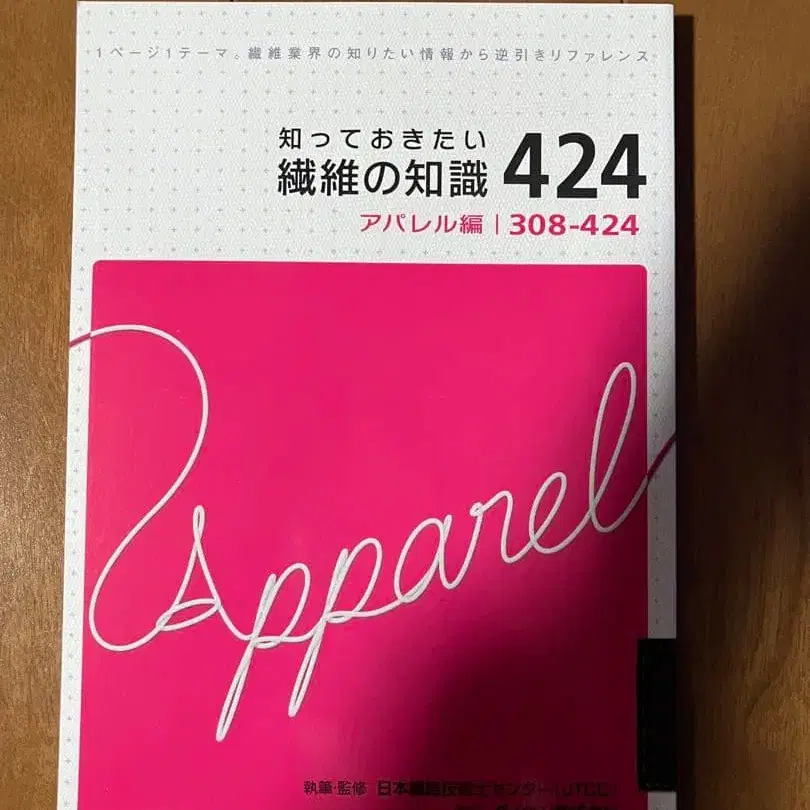 1ページ1テーマ。繊維業界の知りたい情報から逆引きリファレンス
知っておきたい
繊維の知識 424
アパレル編 | 308-424
apparel
執筆・監修 日本繊維技術士センター(JTCC)